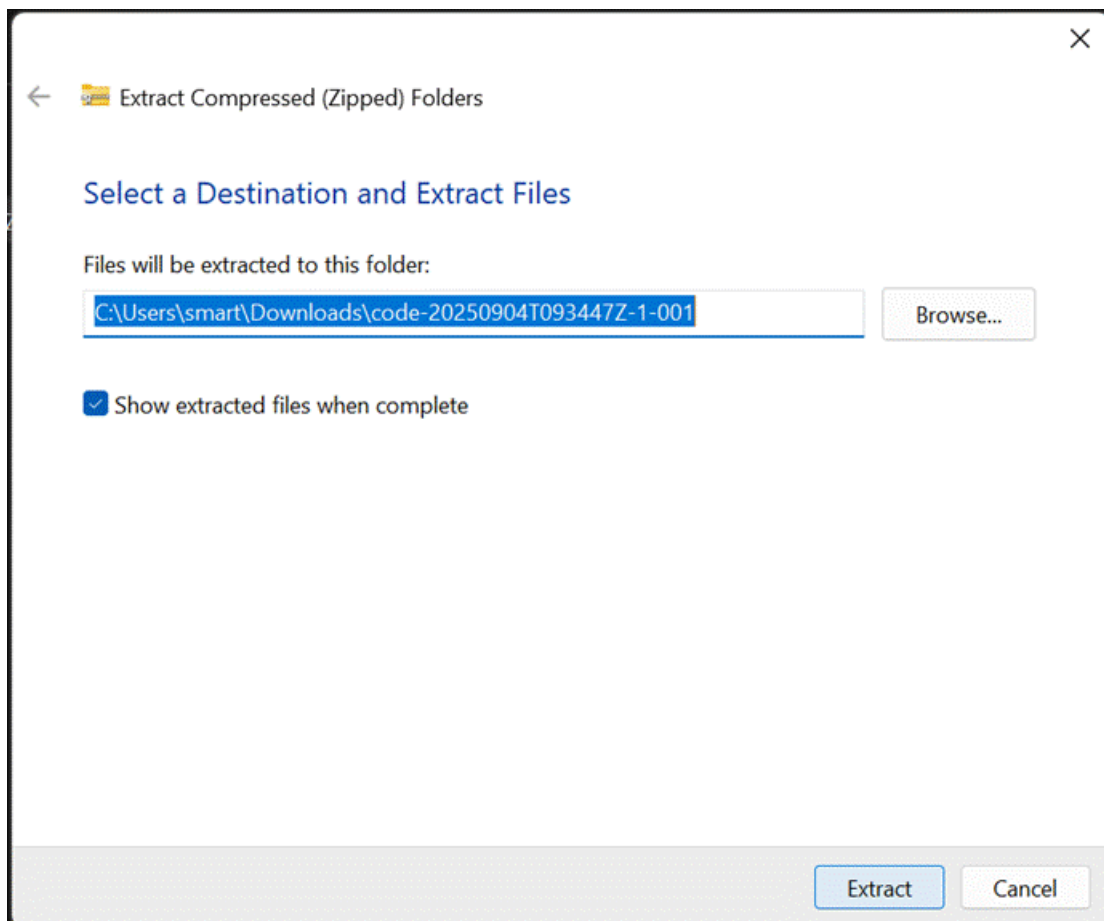 Extract Compressed (Zipped) Folders
Select a Destination and Extract Files
Files will be extracted to this folder:
C:\Users\smart\Downloads\code-20250904T093447Z-1-001
Browse...
Show extracted files when complete
Extract
Cancel